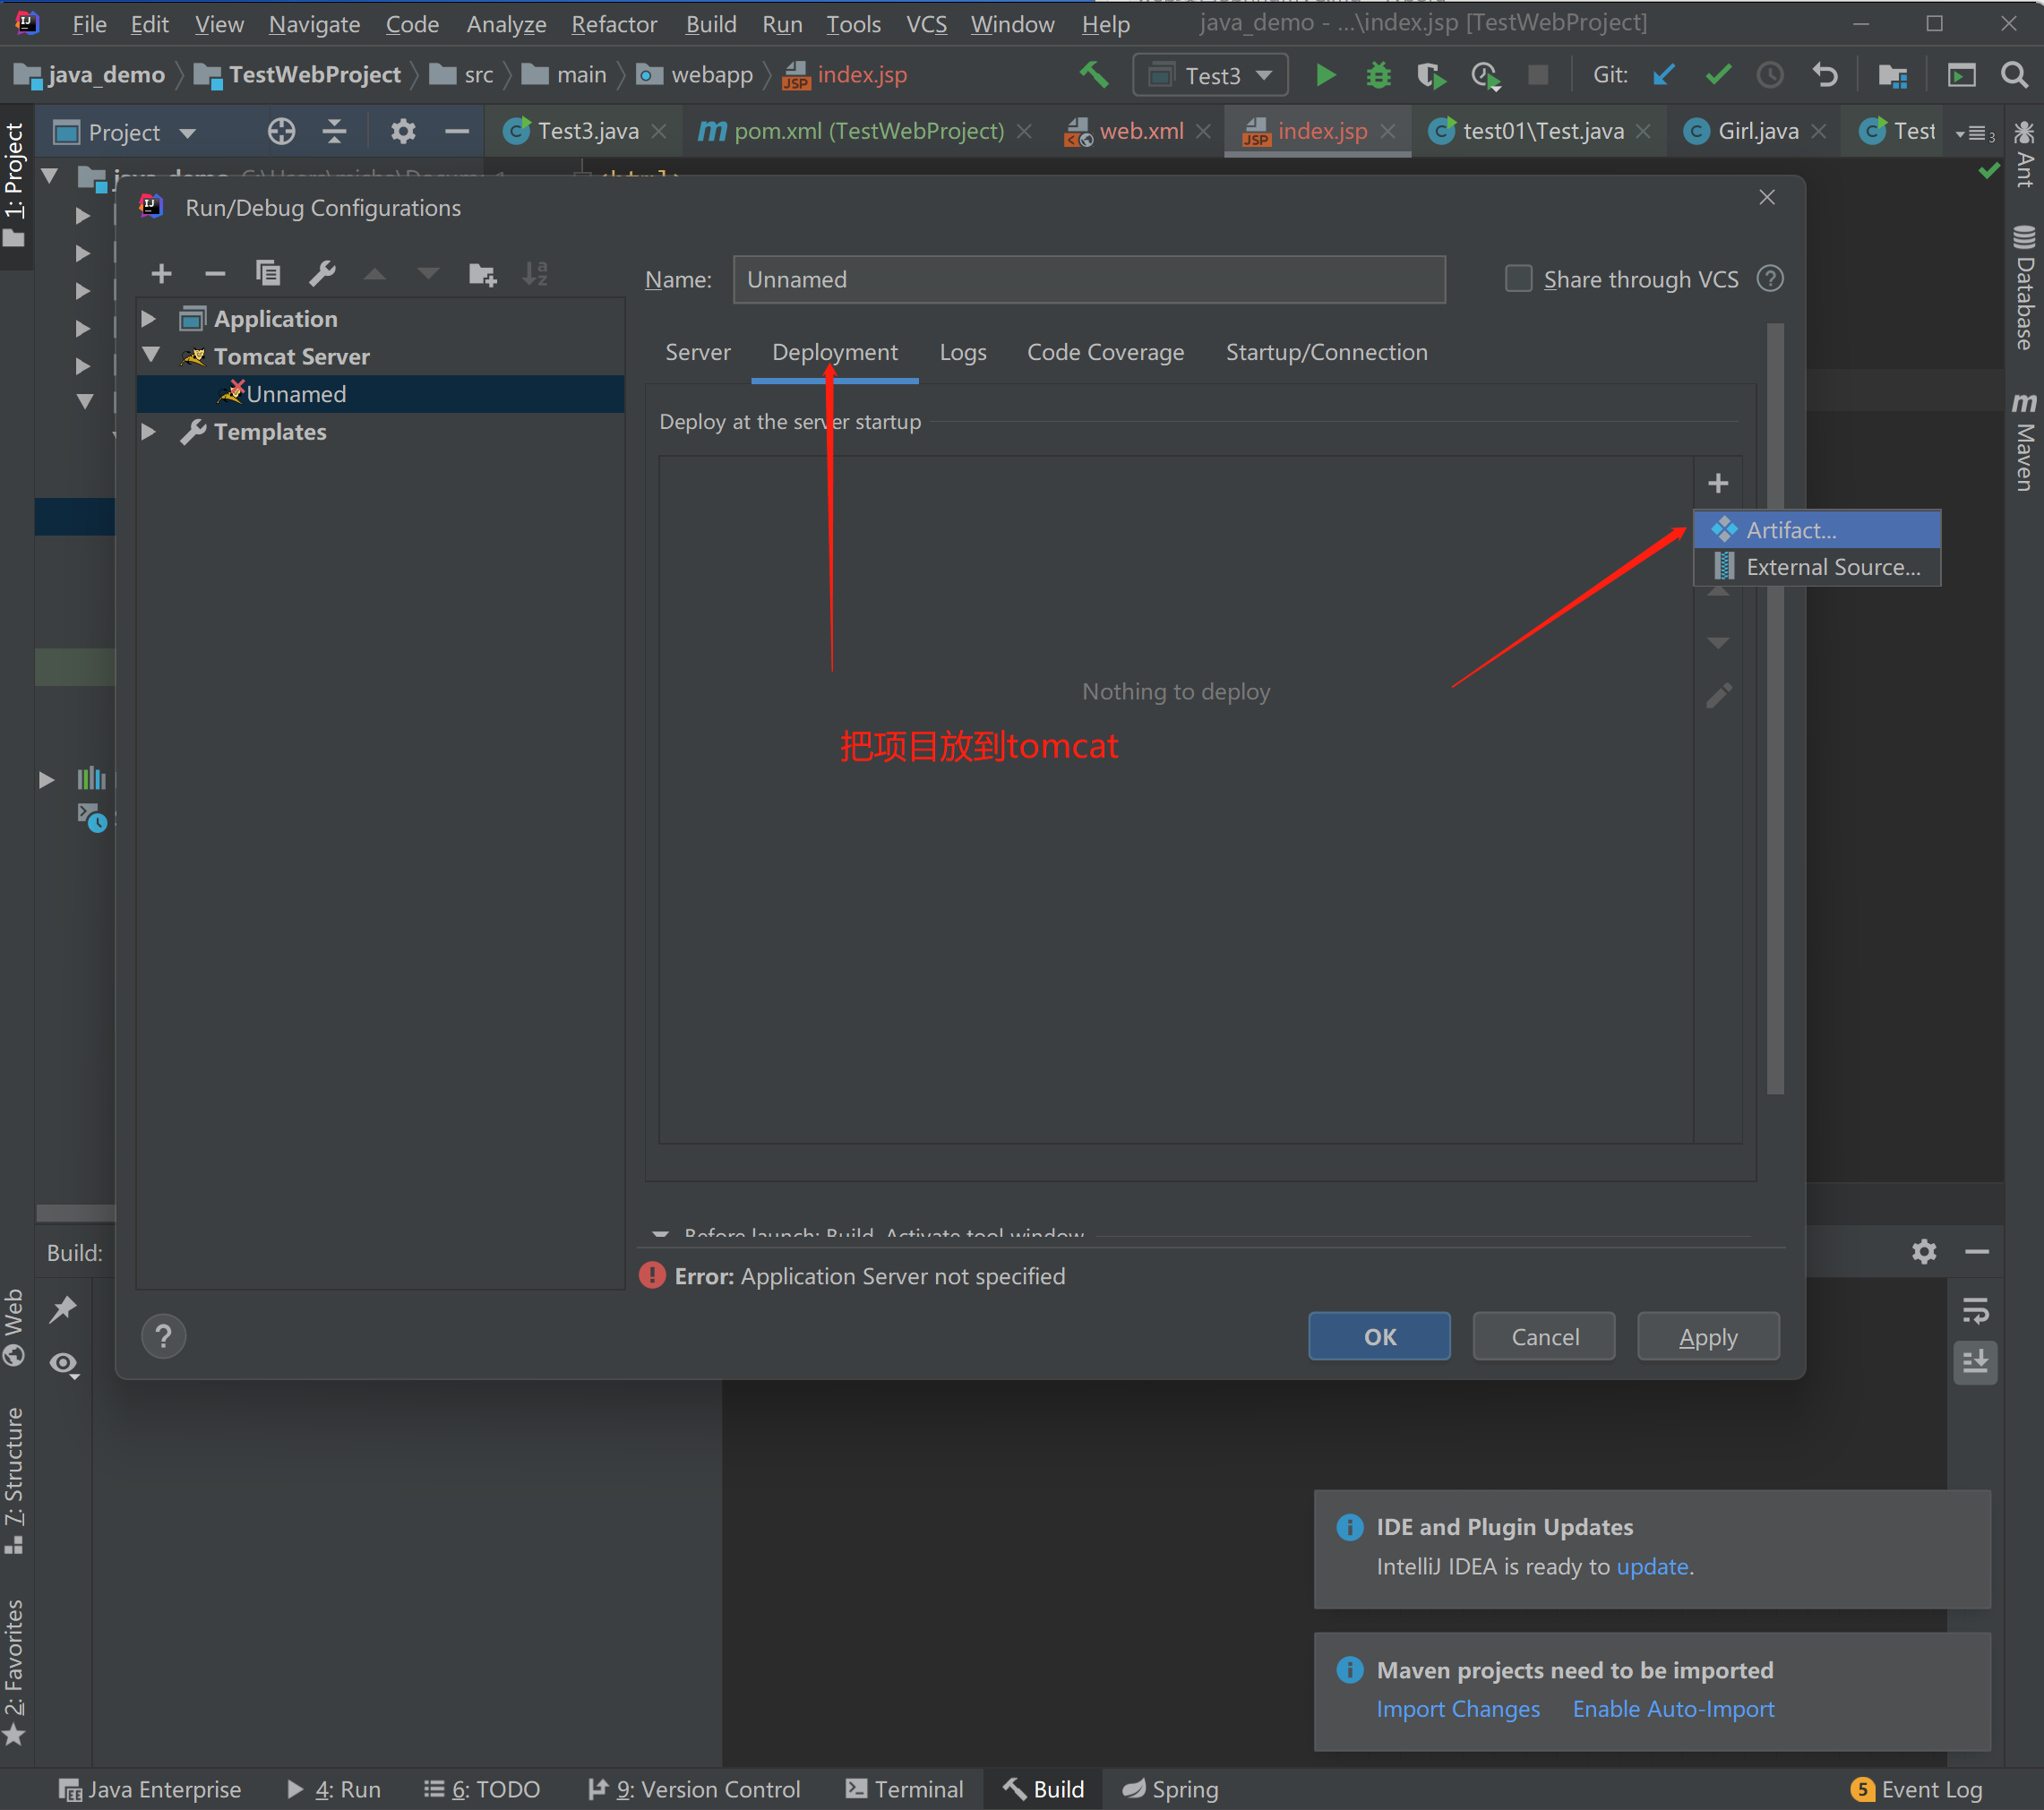 File Edit View Navigate Code Analyze Refactor Build Run Tools VCS Window Help java_demo - ...\index.jsp [TestWebProject]
java_demo TestWebProject src main webapp index.jsp Test3 Git:
Project Test3.java pom.xml (TestWebProject) web.xml index.jsp test01\Test.java Girl.java Test 3
1: Project
Ant
Database
Maven
Run/Debug Configurations
Name: Unnamed Share through VCS
Application
Tomcat Server
Unnamed
Templates
Server Deployment Logs Code Coverage Startup/Connection
Deploy at the server startup
Artifact...
External Source...
Nothing to deploy
把项目放到tomcat
Before launch: Build, Activate tool window
Error: Application Server not specified
OK Cancel Apply
Build:
Web
7: Structure
2: Favorites
IDE and Plugin Updates
IntelliJ IDEA is ready to update.
Maven projects need to be imported
Import Changes Enable Auto-Import
Java Enterprise 4: Run 6: TODO 9: Version Control Terminal Build Spring 5 Event Log